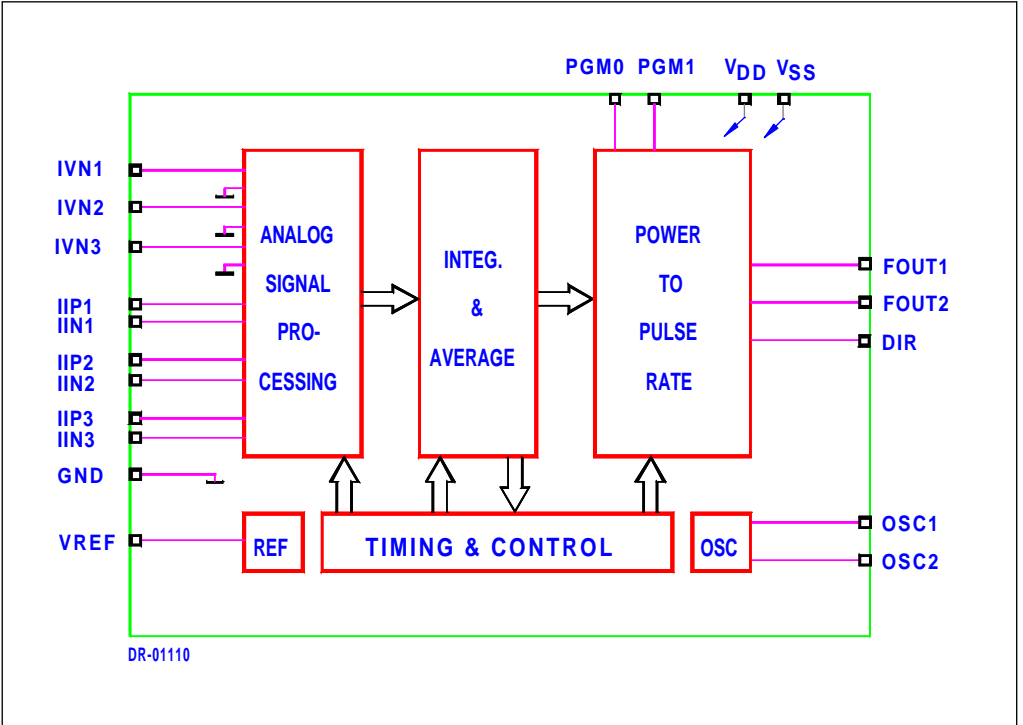 PGM0 PGM1 VDD VSS
IVN1
IVN2
IVN3
IIP1
IIN1
IIP2
IIN2
IIP3
IIN3
GND
VREF
ANALOG
SIGNAL
PRO-
CESSING
INTEG.
&
AVERAGE
POWER
TO
PULSE
RATE
FOUT1
FOUT2
DIR
REF
TIMING & CONTROL
OSC
OSC1
OSC2
DR-01110